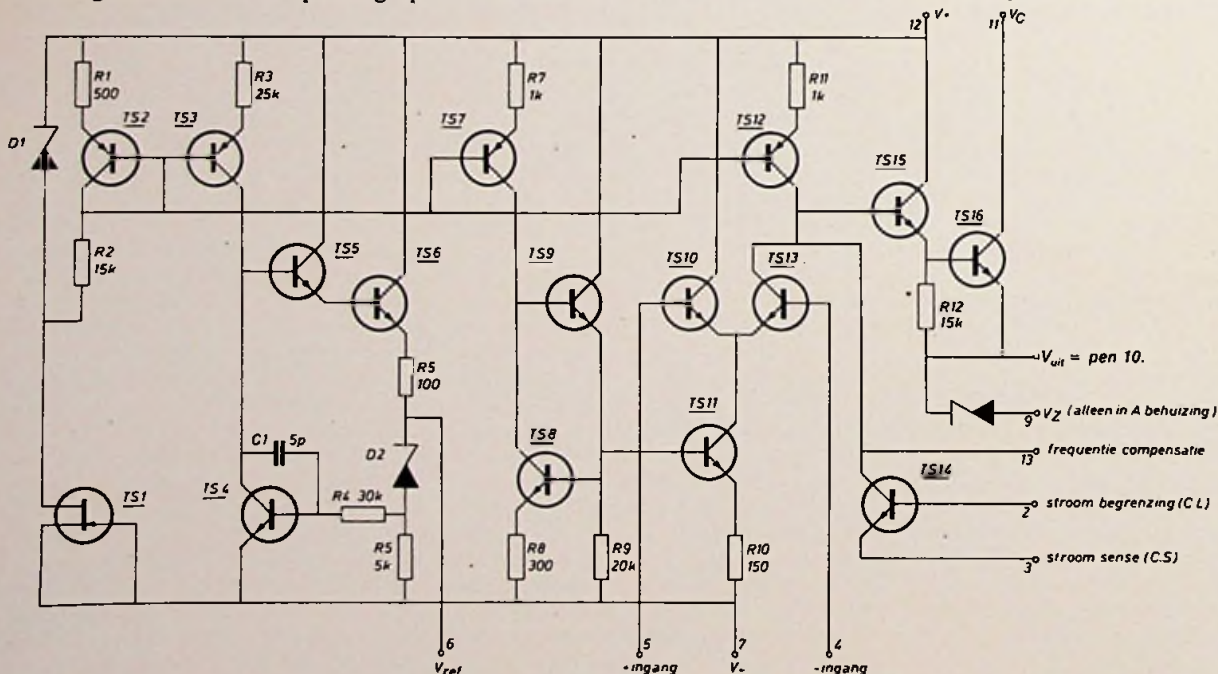 12 V+
11 VC
R1
500
R3
25k
R7
1k
R11
1k
TS2
TS3
TS7
TS12
D1
TS15
TS16
R2
15k
TS5
TS6
TS9
TS10
TS13
R12
15k
R5
100
Vuit = pen 10.
TS11
9 VZ (alleen in A behuizing)
C1
5p
D2
TS8
13 frequentie compensatie
TS14
TS1
TS4
R4 30k
2 stroom begrenzing (C L)
R5
5k
R8
300
R9
20k
R10
150
3 stroom sense (C.S)
6
Vref
5
+ingang
7
V-
4
-ingang